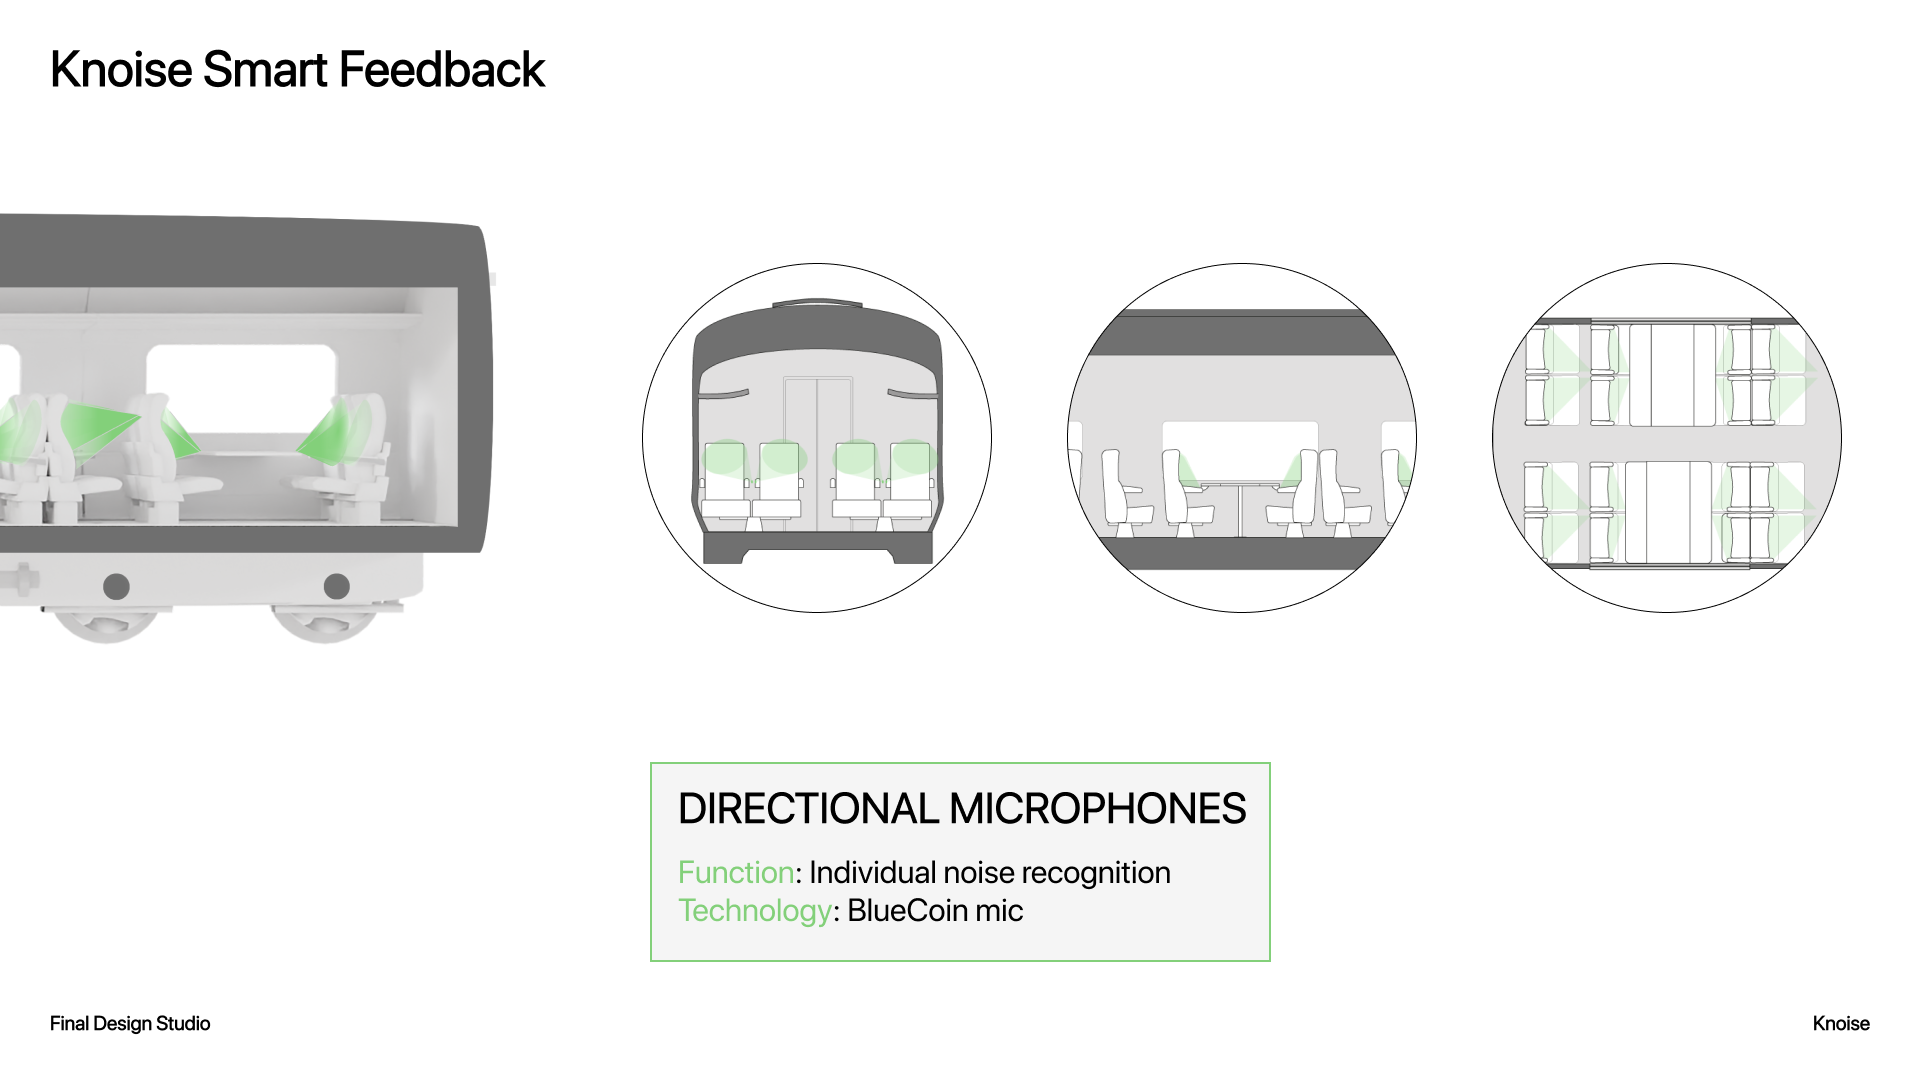 Knoise Smart Feedback
DIRECTIONAL MICROPHONES
Function: Individual noise recognition
Technology: BlueCoin mic
Final Design Studio
Knoise